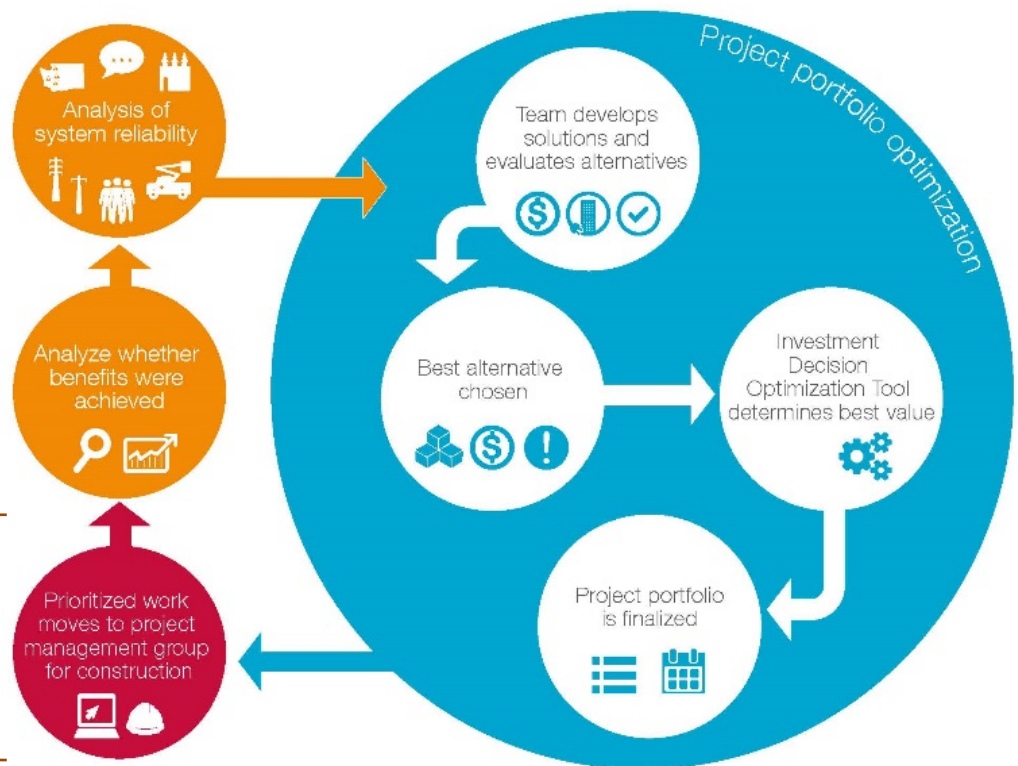 Analysis of
system reliability
Project portfolio optimization
Team develops
solutions and
evaluates alternatives
$
Best alternative
chosen
$
!
Investment
Decision
Optimization Tool
determines best value
Project portfolio
is finalized
Prioritized work
moves to project
management group
for construction
Analyze whether
benefits were
achieved